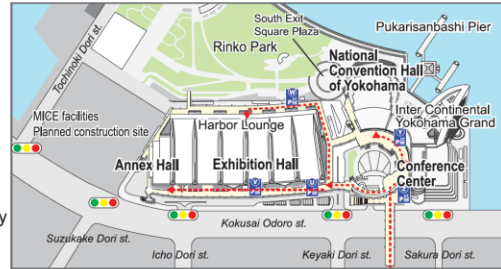 South Exit
Square Plaza
Pukarisanbashi Pier
Rinko Park
National
Convention Hall
of Yokohama
Tochinoki Dori st.
MICE facilities
Planned construction site
Harbor Lounge
Inter Continental
Yokohama Grand
Annex Hall
Exhibition Hall
Conference
Center
y
Kokusai Odoro st.
Suzukake Dori st.
Icho Dori st.
Keyaki Dori st.
Sakura Dori st.